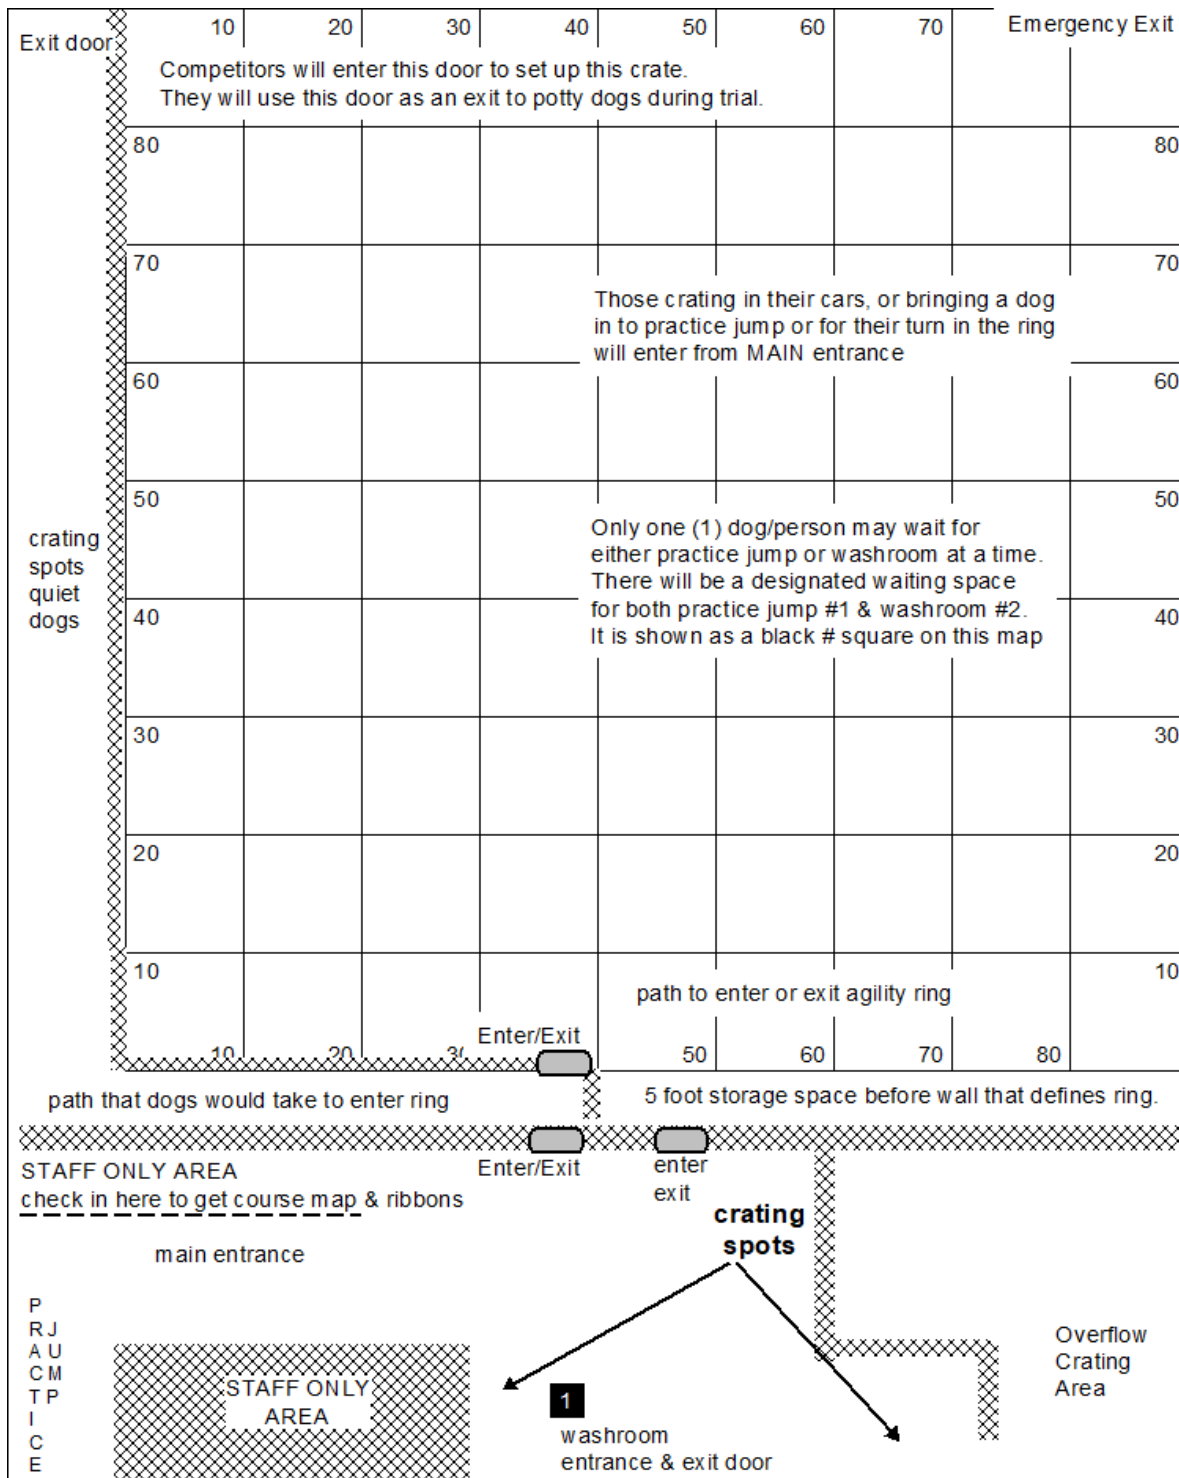 10 20 30 40 50 60 70
Exit door
Emergency Exit
Competitors will enter this door to set up this crate.
They will use this door as an exit to potty dogs during trial.
80 80
70 70
Those crating in their cars, or bringing a dog
in to practice jump or for their turn in the ring
will enter from MAIN entrance
60 60
50 50
crating
spots
quiet
dogs
Only one (1) dog/person may wait for
either practice jump or washroom at a time.
There will be a designated waiting space
for both practice jump #1 & washroom #2.
It is shown as a black # square on this map
40 40
30 30
20 20
10 10
path to enter or exit agility ring
Enter/Exit
10 20 30 50 60 70 80
path that dogs would take to enter ring
5 foot storage space before wall that defines ring.
STAFF ONLY AREA
check in here to get course map & ribbons
Enter/Exit
enter
exit
crating
spots
main entrance
PRACTICE
JUMP
STAFF ONLY
AREA
1
washroom
entrance & exit door
Overflow
Crating
Area